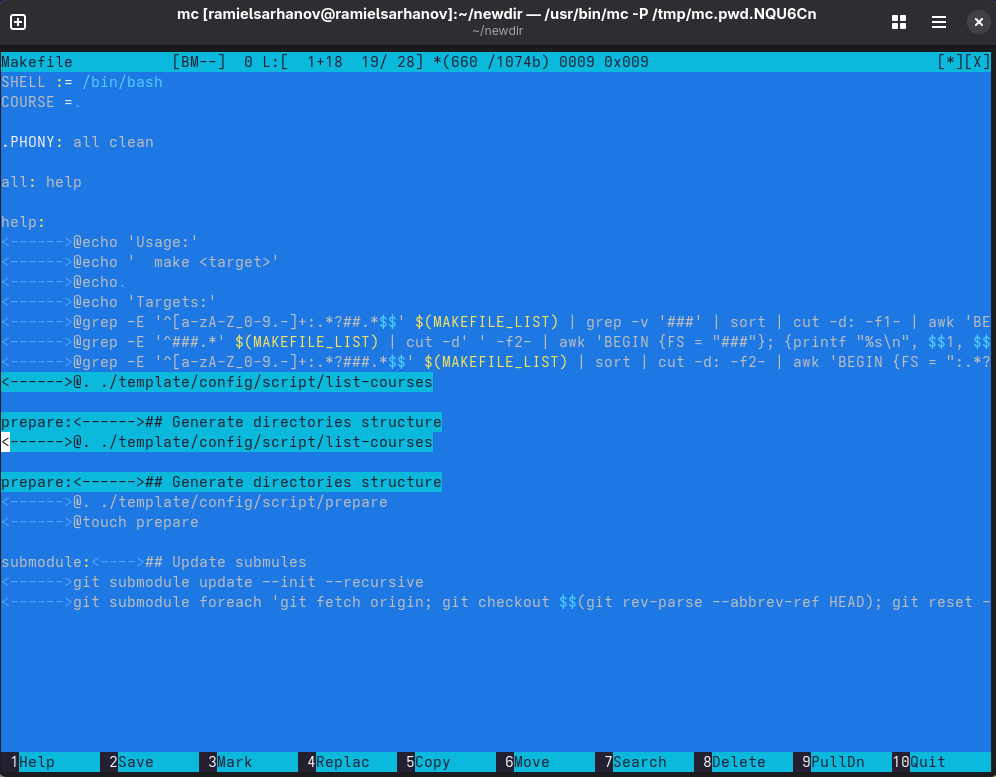 mc [ramielsarhanov@ramielsarhanov]:~/newdir — /usr/bin/mc -P /tmp/mc.pwd.NQU6Cn
~/newdir
Makefile           [BM--]  0 L:[  1+18  19/ 28] *(660 /1074b) 0009 0x009                                [*][X]
SHELL := /bin/bash
COURSE =.
.PHONY: all clean
all: help
help:
<------>@echo 'Usage:'
<------>@echo '  make <target>'
<------>@echo.
<------>@echo 'Targets:'
<------>@grep -E '^[a-zA-Z_0-9.-]+:.*?##.*$$' $(MAKEFILE_LIST) | grep -v '###' | sort | cut -d: -f1- | awk 'BE
<------>@grep -E '^###.*' $(MAKEFILE_LIST) | cut -d' ' -f2- | awk 'BEGIN {FS = "###"}; {printf "%s\n", $$1, $$
<------>@grep -E '^[a-zA-Z_0-9.-]+:.*?###.*$$' $(MAKEFILE_LIST) | sort | cut -d: -f2- | awk 'BEGIN {FS = ":.*?
<------>@. ./template/config/script/list-courses
prepare:<------>## Generate directories structure
<------>@. ./template/config/script/list-courses
prepare:<------>## Generate directories structure
<------>@. ./template/config/script/prepare
<------>@touch prepare
submodule:<---->## Update submules
<------>git submodule update --init --recursive
<------>git submodule foreach 'git fetch origin; git checkout $$(git rev-parse --abbrev-ref HEAD); git reset -
1Help 2Save 3Mark 4Replac 5Copy 6Move 7Search 8Delete 9PullDn 10Quit